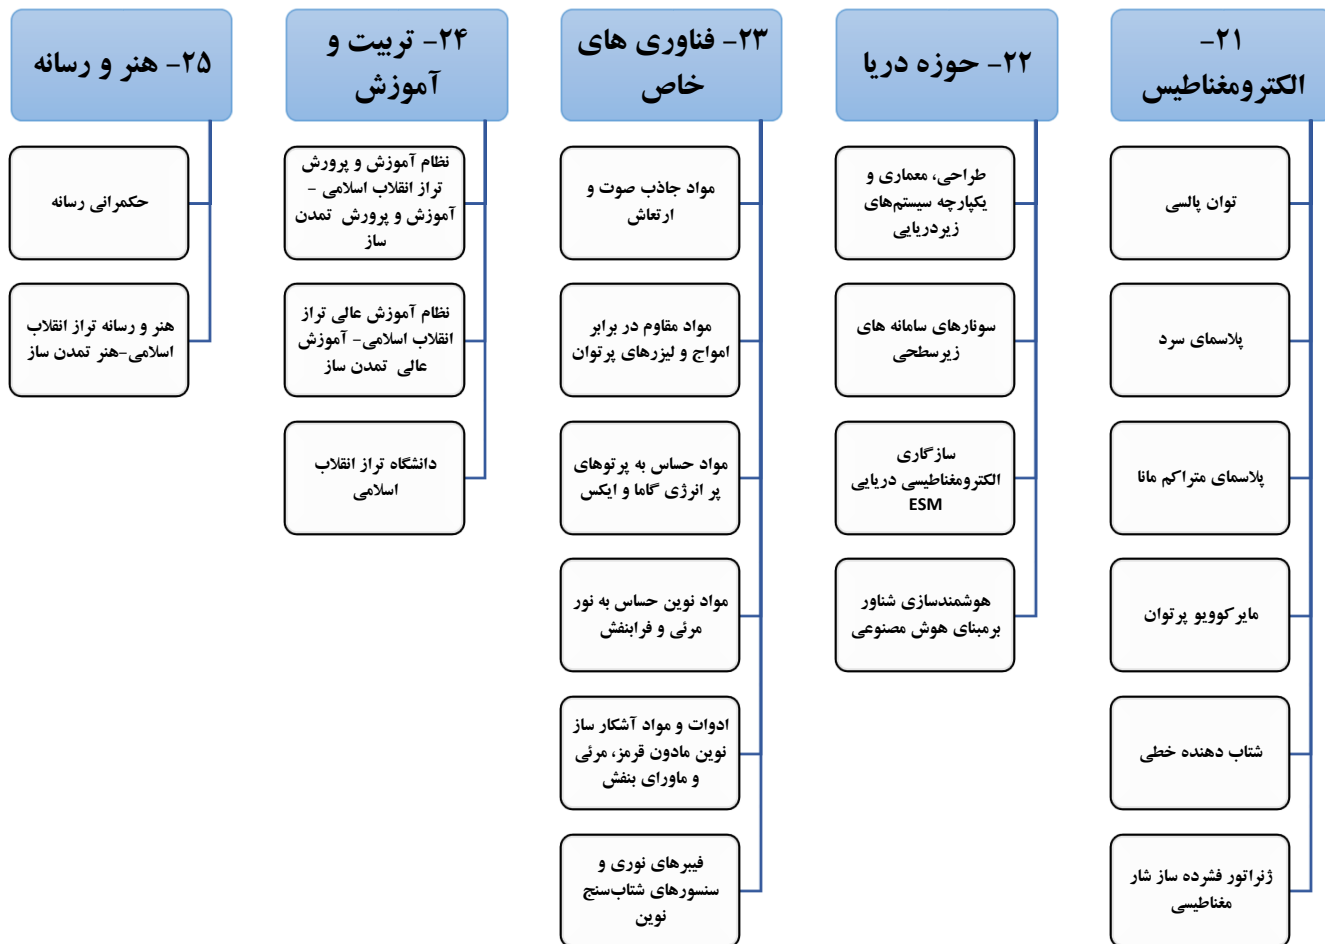 ۲۱-
الکترومغناطیس
توان پالسی
پلاسمای سرد
پلاسمای متراکم مانا
مایرکوویو پرتوان
شتاب دهنده خطی
ژنراتور فشرده ساز شار
مغناطیسی
۲۲- حوزه دریا
طراحی، معماری و
یکپارچه سیستم‌های
زیردریایی
سونارهای سامانه های
زیرسطحی
سازگاری
الکترومغناطیسی دریایی
ESM
هوشمندسازی شناور
برمبنای هوش مصنوعی
۲۳- فناوری های
خاص
مواد جاذب صوت و
ارتعاش
مواد مقاوم در برابر
امواج و لیزرهای پرتوان
مواد حساس به پرتوهای
پر انرژی گاما و ایکس
مواد نوین حساس به نور
مرئی و فرابنفش
ادوات و مواد آشکار ساز
نوین مادون قرمز، مرئی
و ماورای بنفش
فیبرهای نوری و
سنسورهای شتاب‌سنج
نوین
۲۴- تربیت و
آموزش
نظام آموزش و پرورش
تراز انقلاب اسلامی -
آموزش و پرورش تمدن
ساز
نظام آموزش عالی تراز
انقلاب اسلامی- آموزش
عالی تمدن ساز
دانشگاه تراز انقلاب
اسلامی
۲۵- هنر و رسانه
حکمرانی رسانه
هنر و رسانه تراز انقلاب
اسلامی-هنر تمدن ساز